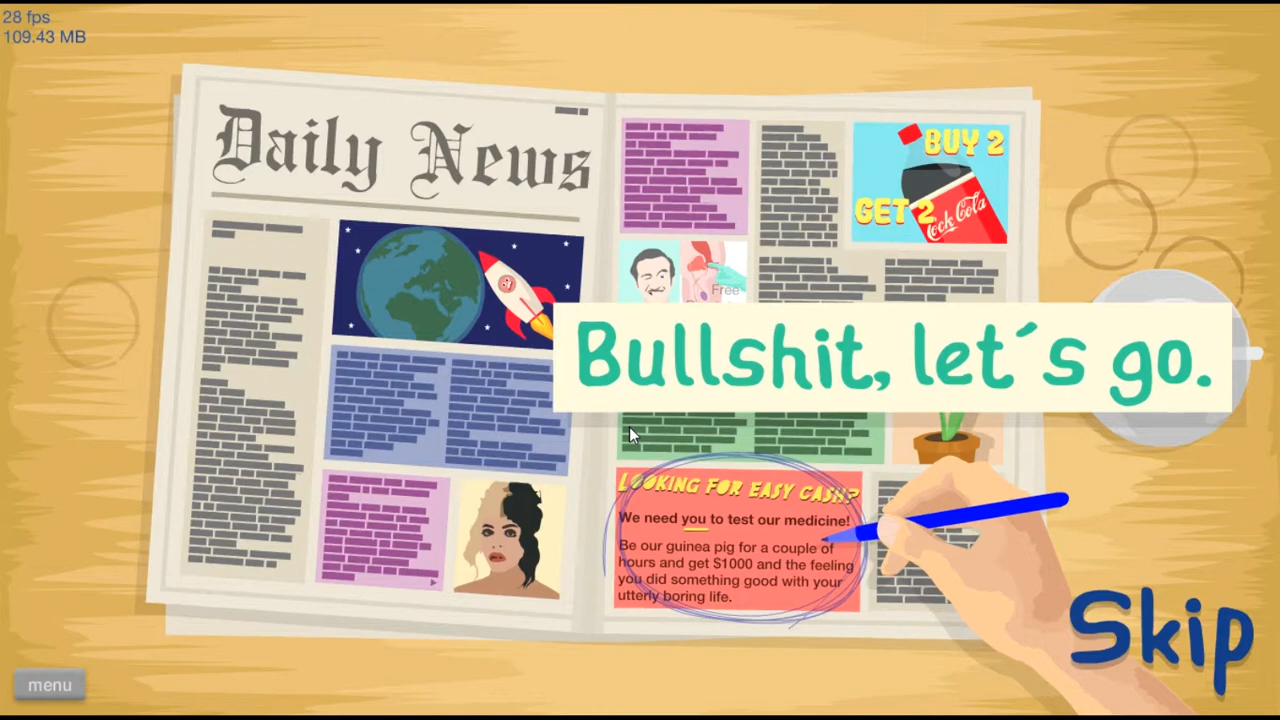 28 fps
109.43 MB
Daily News
BUY 2
GET 2
Cock Cola
Free
Bullshit, let´s go.
LOOKING FOR EASY CASH?
We need you to test our medicine!
Be our guinea pig for a couple of
hours and get $1000 and the feeling
you did something good with your
utterly boring life.
Skip
menu